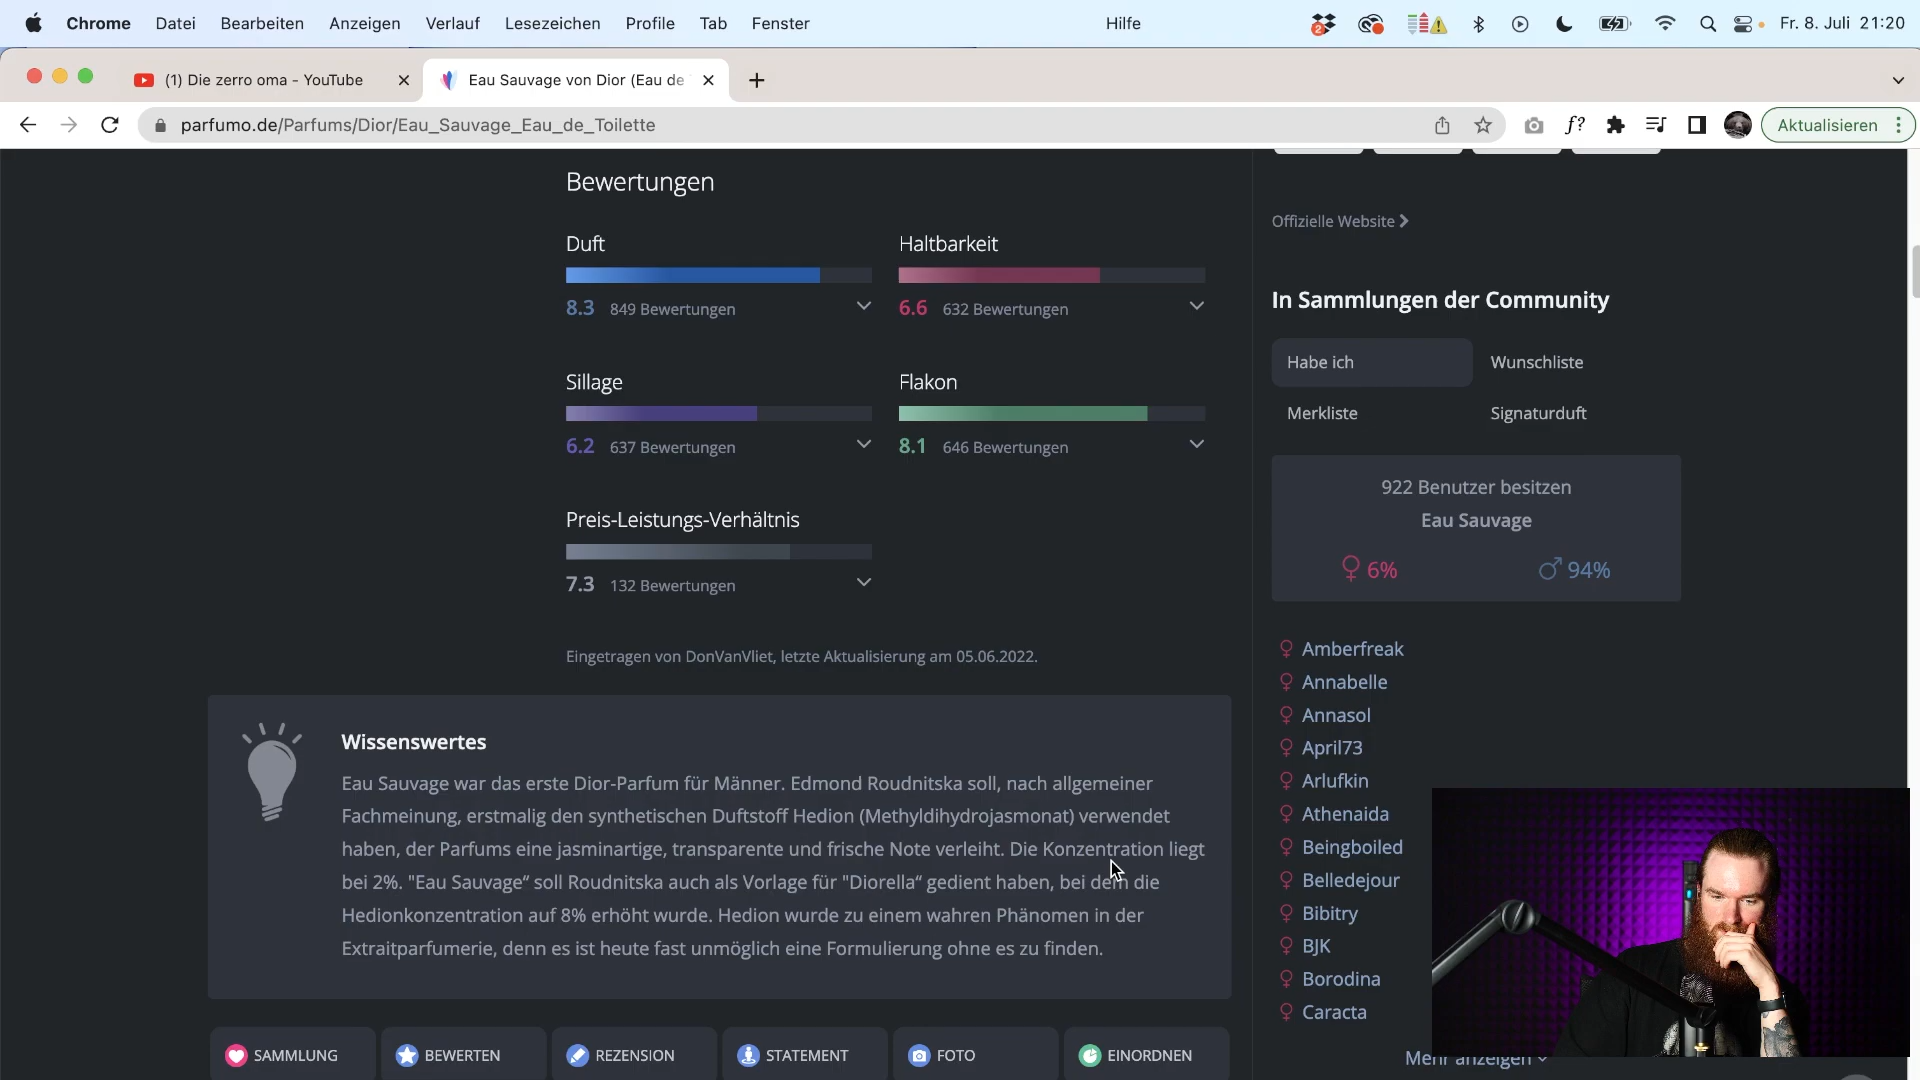 Chrome Datei Bearbeiten Anzeigen Verlauf Lesezeichen Profile Tab Fenster Hilfe 2 Fr. 8. Juli 21:20
(1) Die zerro oma - YouTube Eau Sauvage von Dior (Eau de
parfumo.de/Parfums/Dior/Eau_Sauvage_Eau_de_Toilette f? Aktualisieren
Bewertungen
Duft Haltbarkeit
8.3 849 Bewertungen 6.6 632 Bewertungen
Sillage Flakon
6.2 637 Bewertungen 8.1 646 Bewertungen
Preis-Leistungs-Verhältnis
7.3 132 Bewertungen
Eingetragen von DonVanVliet, letzte Aktualisierung am 05.06.2022.
Wissenswertes
Eau Sauvage war das erste Dior-Parfum für Männer. Edmond Roudnitska soll, nach allgemeiner
Fachmeinung, erstmalig den synthetischen Duftstoff Hedion (Methyldihydrojasmonat) verwendet
haben, der Parfums eine jasminartige, transparente und frische Note verleiht. Die Konzentration liegt
bei 2%. "Eau Sauvage“ soll Roudnitska auch als Vorlage für "Diorella“ gedient haben, bei dem die
Hedionkonzentration auf 8% erhöht wurde. Hedion wurde zu einem wahren Phänomen in der
Extraitparfumerie, denn es ist heute fast unmöglich eine Formulierung ohne es zu finden.
SAMMLUNG BEWERTEN REZENSION STATEMENT FOTO EINORDNEN
Offizielle Website
In Sammlungen der Community
Habe ich Wunschliste
Merkliste Signaturduft
922 Benutzer besitzen
Eau Sauvage
♀ 6% ♂ 94%
♀ Amberfreak
♀ Annabelle
♀ Annasol
♀ April73
♀ Arlufkin
♀ Athenaida
♀ Beingboiled
♀ Belledejour
♀ Bibitry
♀ BJK
♀ Borodina
♀ Caracta
Mehr anzeigen